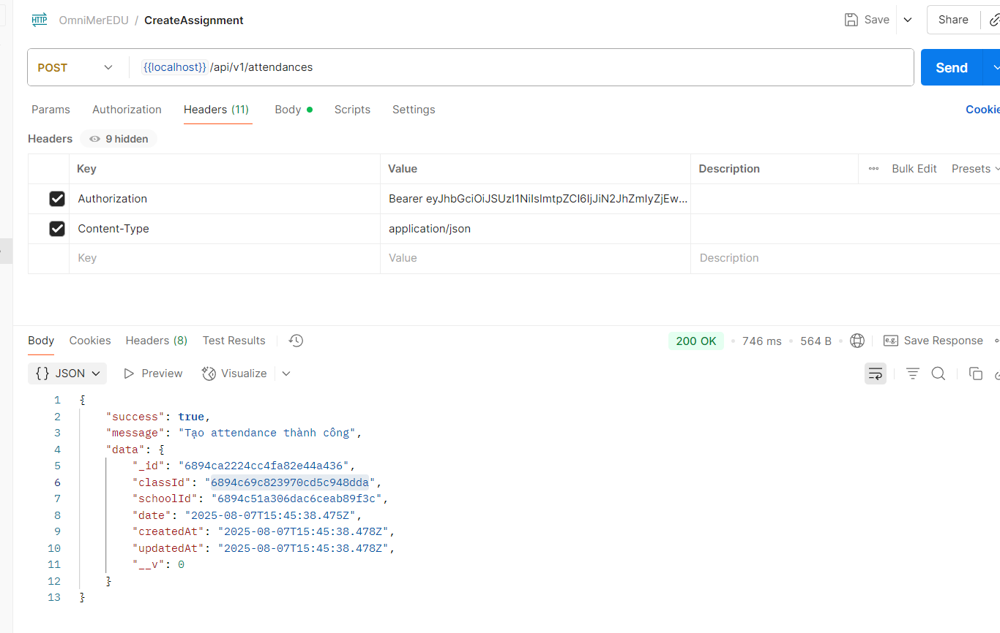 HTTP OmniMerEDU / CreateAssignment Save Share
POST {{localhost}} /api/v1/attendances Send
Params Authorization Headers (11) Body Scripts Settings Cookie
Headers 9 hidden
Key Value Description Bulk Edit Presets
Authorization Bearer eyJhbGciOiJSUzI1NiIsImtpZCI6IjJiN2JhZmIyZjEw...
Content-Type application/json
Key Value Description
Body Cookies Headers (8) Test Results 200 OK 746 ms 564 B e.g. Save Response
{} JSON Preview Visualize
1 {
2 "success": true,
3 "message": "Tạo attendance thành công",
4 "data": {
5 "_id": "6894ca2224cc4fa82e44a436",
6 "classId": "6894c69c823970cd5c948dda",
7 "schoolId": "6894c51a306dac6ceab89f3c",
8 "date": "2025-08-07T15:45:38.475Z",
9 "createdAt": "2025-08-07T15:45:38.478Z",
10 "updatedAt": "2025-08-07T15:45:38.478Z",
11 "__v": 0
12 }
13 }